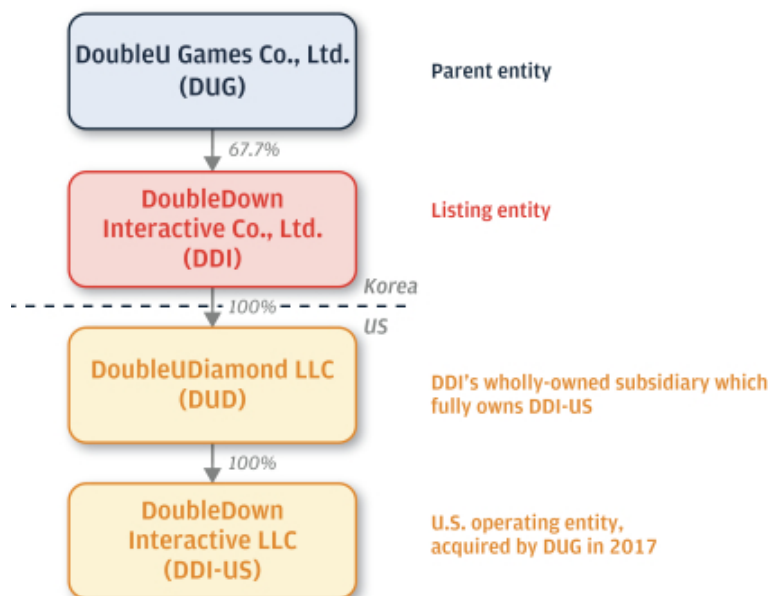 DoubleU Games Co., Ltd.
(DUG)
Parent entity
67.7%
DoubleDown
Interactive Co., Ltd.
(DDI)
Listing entity
Korea
100%
US
DoubleUDiamond LLC
(DUD)
DDI's wholly-owned subsidiary which
fully owns DDI-US
100%
DoubleDown
Interactive LLC
(DDI-US)
U.S. operating entity,
acquired by DUG in 2017